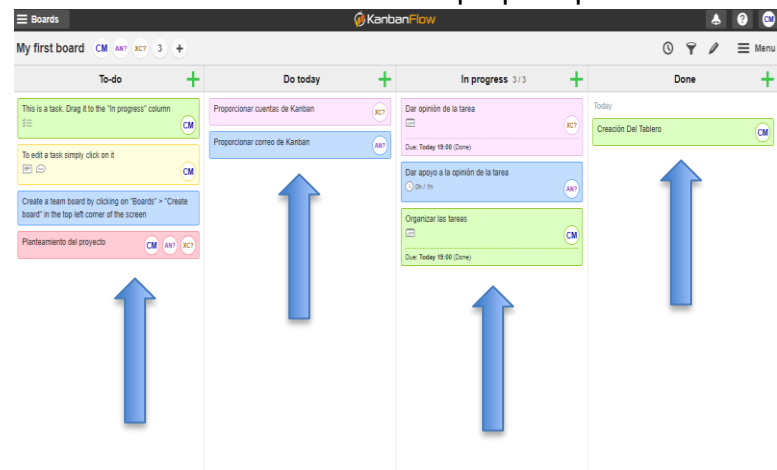 Boards
KanbanFlow
CM
My first board CM AN? XC? 3 +
Menu
To-do
This is a task. Drag it to the "In progress" column
CM
To edit a task simply click on it
CM
Create a team board by clicking on "Boards" > "Create
board" in the top left corner of the screen
Planteamiento del proyecto CM AN? XC?
Do today
Proporcionar cuentas de Kanban XC?
Proporcionar correo de Kanban AN?
In progress 3 / 3
Dar opinión de la tarea
XC?
Due: Today 19:00 (Done)
Dar apoyo a la opinión de la tarea
0h / 1h AN?
Organizar las tareas
CM
Due: Today 19:00 (Done)
Done
Today
Creación Del Tablero CM